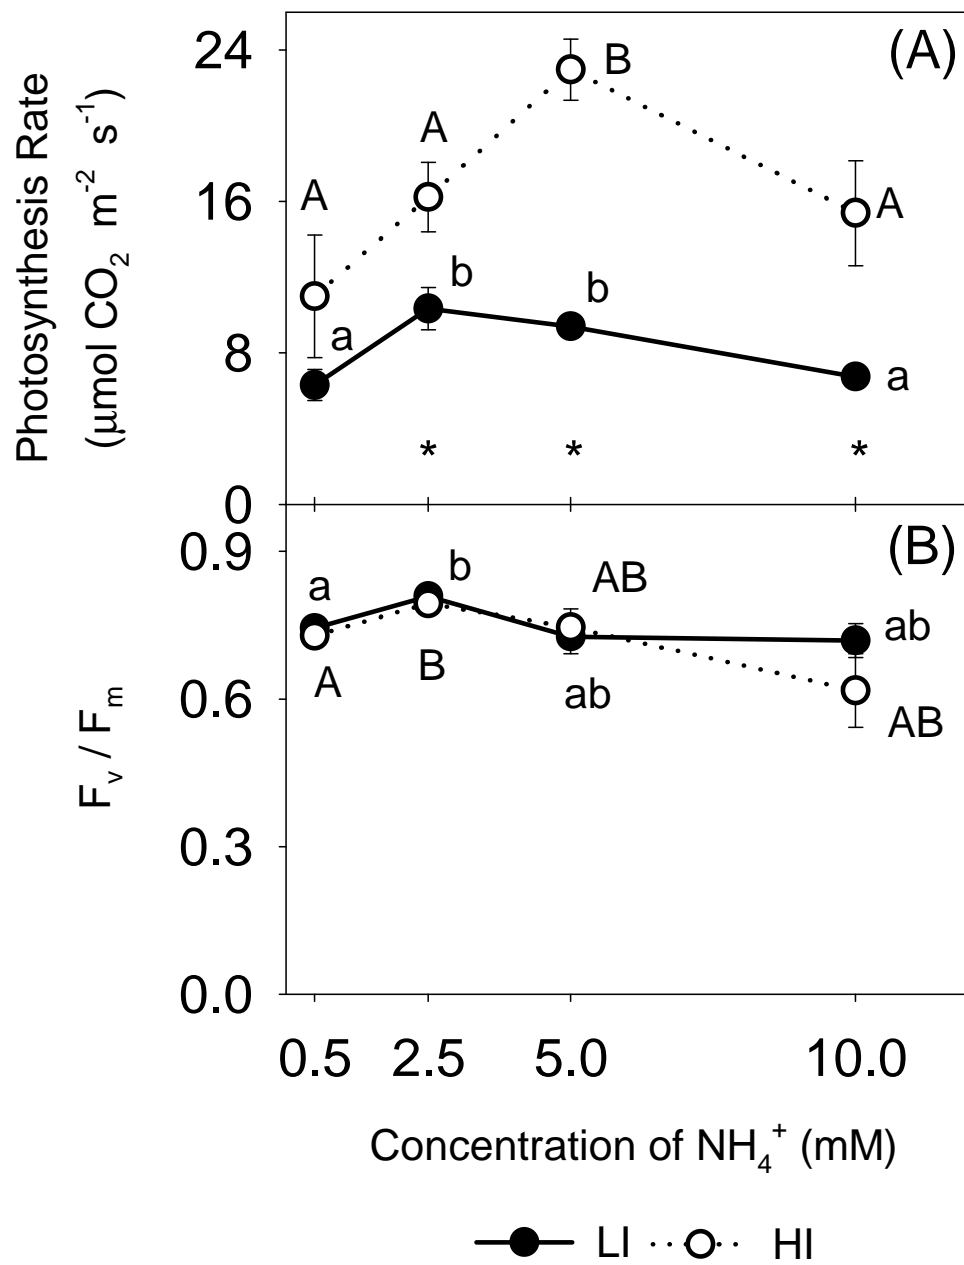 (A)
Photosynthesis Rate
(μmol CO₂ m⁻² s⁻¹)
24
16
8
0
A
A
B
A
a
b
b
a
* * *
(B)
Fᵥ / Fₘ
0.9
0.6
0.3
0.0
a
b
AB
ab
A
B
ab
AB
0.5 2.5 5.0 10.0
Concentration of NH₄⁺ (mM)
LI HI